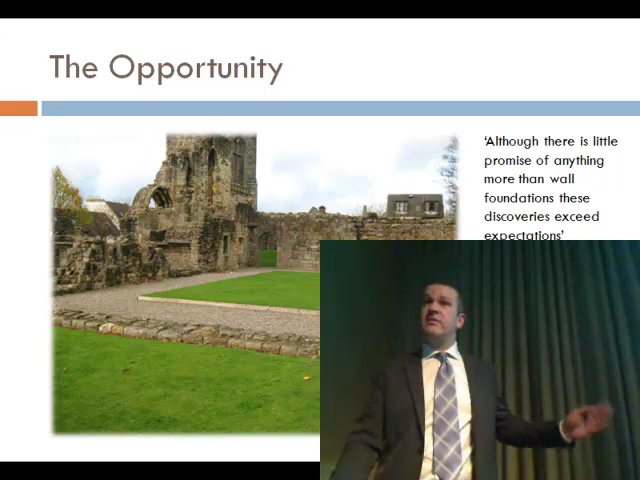 The Opportunity
‘Although there is little
promise of anything
more than wall
foundations these
discoveries exceed
expectations’